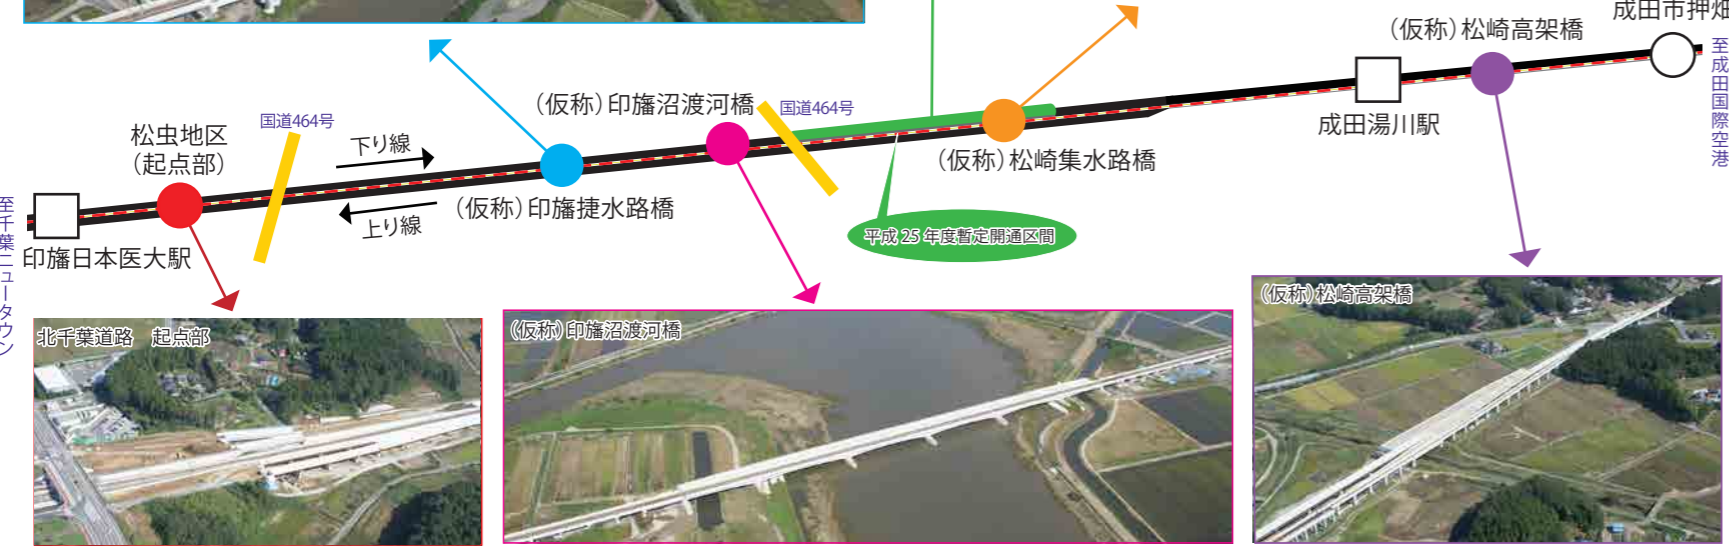 成田市押畑
(仮称)松崎高架橋
至成田国際空港
(仮称)印旛沼渡河橋
国道464号
国道464号
松虫地区
(起点部)
下り線
成田湯川駅
(仮称)松崎集水路橋
(仮称)印旛捷水路橋
上り線
平成 25 年度暫定開通区間
至千葉ニュータウン
印旛日本医大駅
北千葉道路 起点部
(仮称)印旛沼渡河橋
(仮称)松崎高架橋